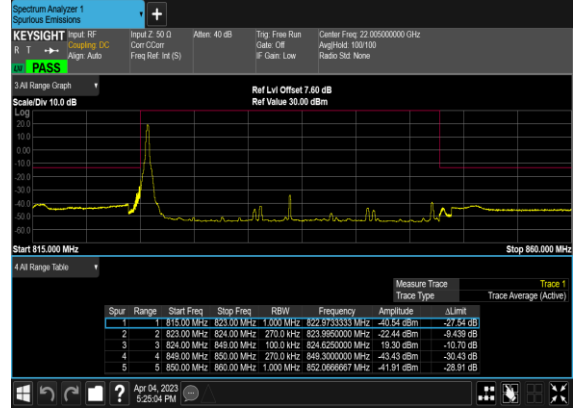 Spectrum Analyzer 1
Spurious Emissions
+
KEYSIGHT Input: RF Input Z: 50 Ω Atten: 40 dB Trig: Free Run Center Freq: 22.005000000 GHz
R T Coupling: DC Corr CCorr Gate: Off Avg|Hold: 100/100
Align: Auto Freq Ref: Int (S) IF Gain: Low Radio Std: None
PASS
3 All Range Graph
Ref Lvl Offset 7.60 dB
Scale/Div 10.0 dB Ref Value 30.00 dBm
Log
20.0
10.0
0.00
-10.0
-20.0
-30.0
-40.0
-50.0
-60.0
Start 815.000 MHz Stop 860.000 MHz
4 All Range Table
Measure Trace Trace 1
Trace Type Trace Average (Active)
Spur Range Start Freq Stop Freq RBW Frequency Amplitude ΔLimit
1 1 815.00 MHz 823.00 MHz 1.000 MHz 822.9733333 MHz -40.54 dBm -27.54 dB
2 2 823.00 MHz 824.00 MHz 270.0 kHz 823.9950000 MHz -22.44 dBm -9.439 dB
3 3 824.00 MHz 849.00 MHz 100.0 kHz 824.6250000 MHz 19.30 dBm -10.70 dB
4 4 849.00 MHz 850.00 MHz 270.0 kHz 849.3000000 MHz -43.43 dBm -30.43 dB
5 5 850.00 MHz 860.00 MHz 1.000 MHz 852.0666667 MHz -41.91 dBm -28.91 dB
?
Apr 04, 2023
5:25:04 PM